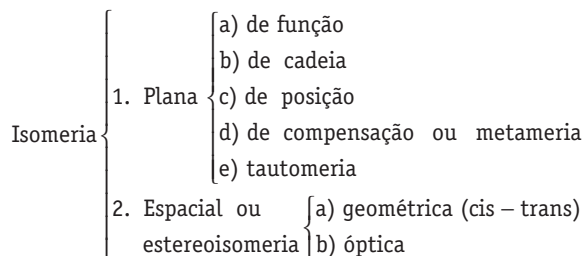 a) de função
b) de cadeia
1. Plana c) de posição
Isomeria d) de compensação ou metameria
e) tautomeria
2. Espacial ou a) geométrica (cis – trans)
estereoisomeria b) óptica